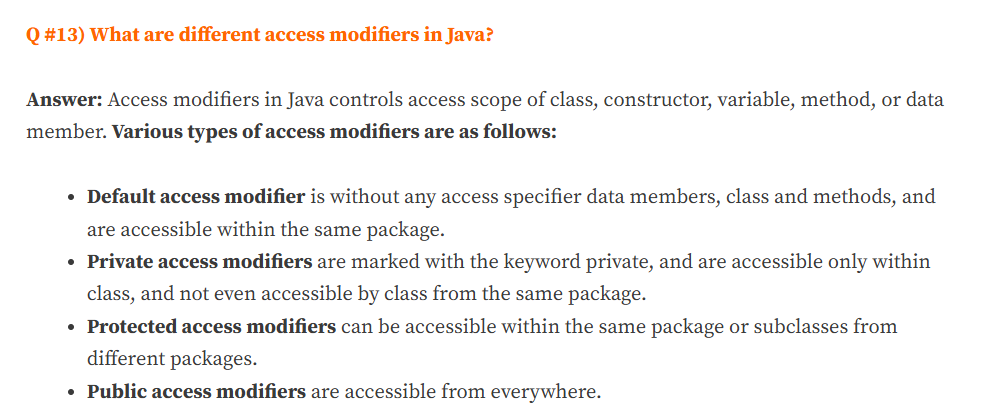 Q #13) What are different access modifiers in Java?
Answer: Access modifiers in Java controls access scope of class, constructor, variable, method, or data
member. Various types of access modifiers are as follows:
• Default access modifier is without any access specifier data members, class and methods, and
are accessible within the same package.
• Private access modifiers are marked with the keyword private, and are accessible only within
class, and not even accessible by class from the same package.
• Protected access modifiers can be accessible within the same package or subclasses from
different packages.
• Public access modifiers are accessible from everywhere.